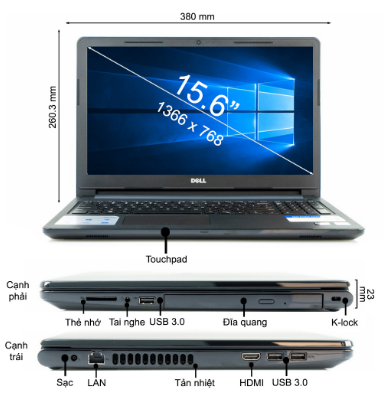 380 mm
260.3 mm
15.6”
1366 x 768
DELL
Touchpad
Cạnh
phải
23
mm
Thẻ nhớ
Tai nghe
USB 3.0
Đĩa quang
K-lock
Cạnh
trái
Sạc
LAN
Tản nhiệt
HDMI
USB 3.0